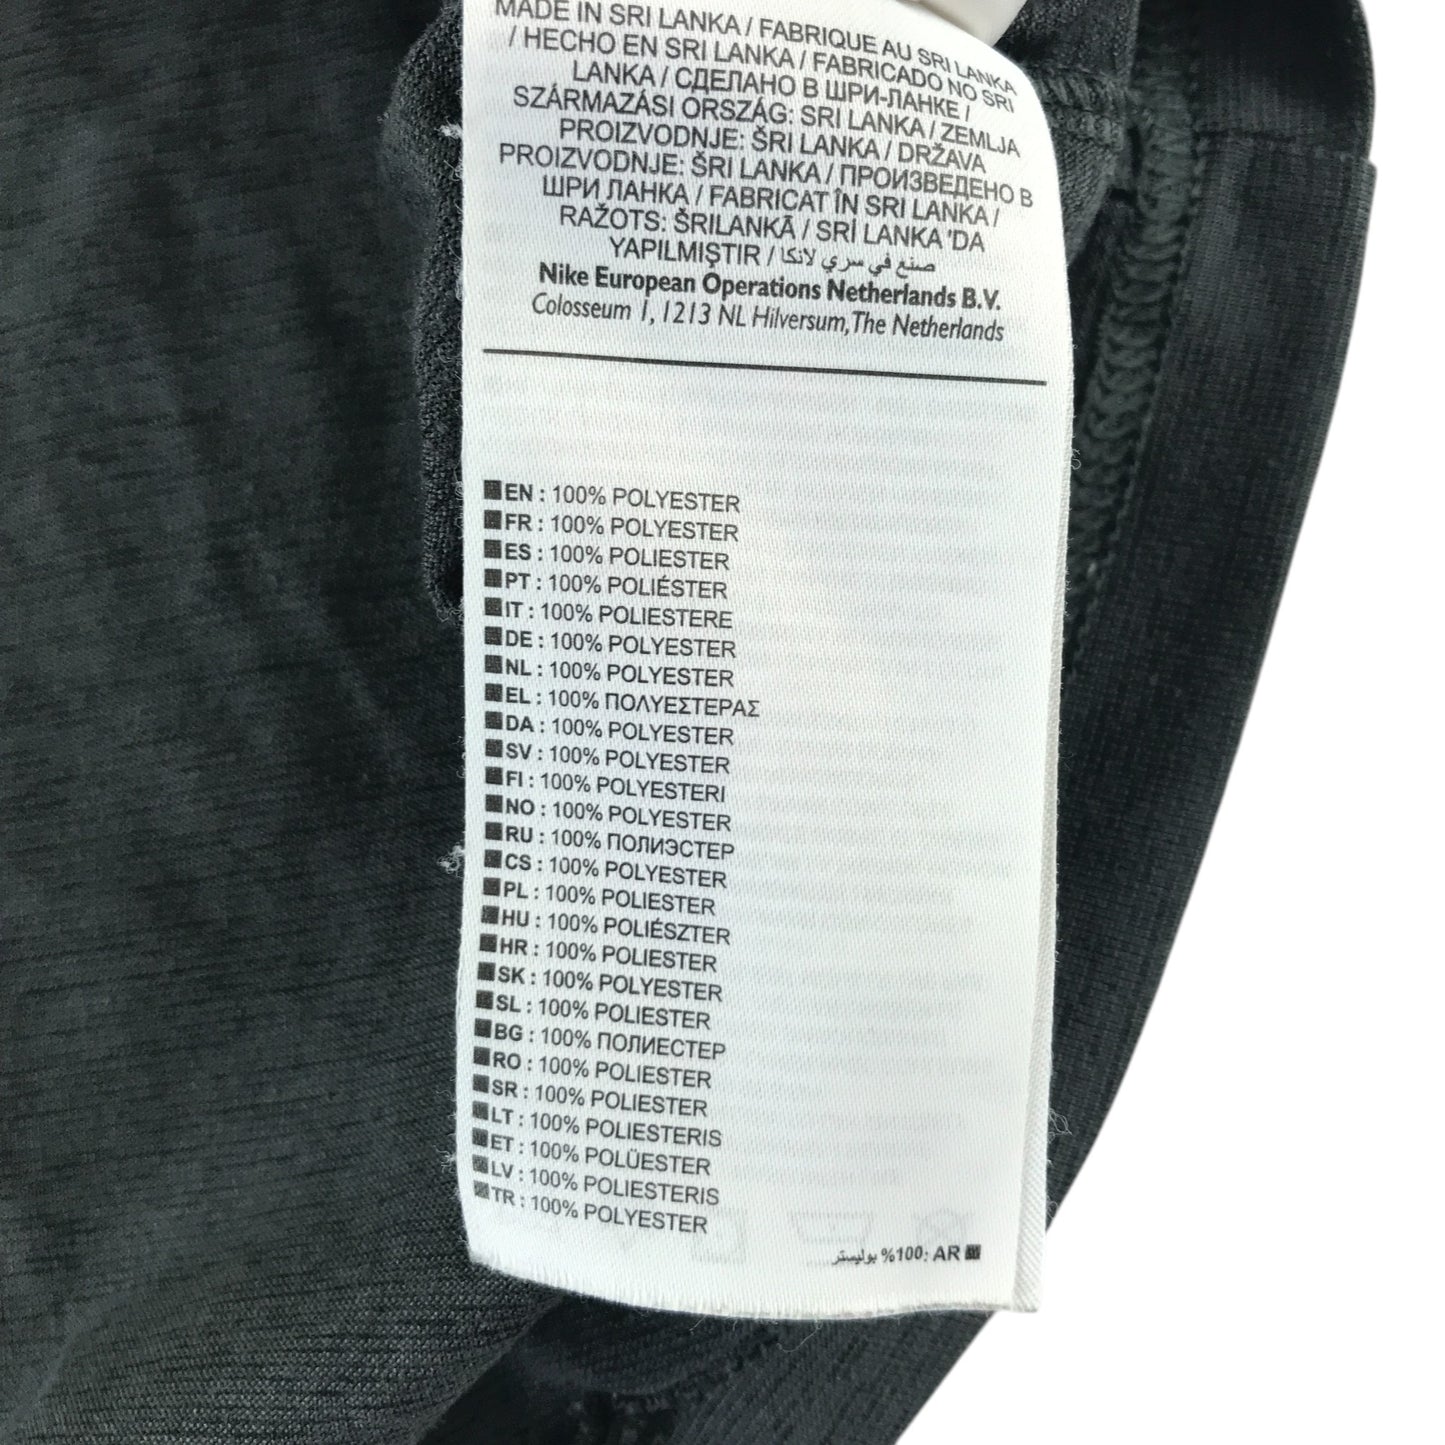 MADE IN SRI LANKA / FABRIQUE AU SRI LANKA
/ HECHO EN SRI LANKA / FABRICADO NO SRI
LANKA / СДЕЛАНО В ШРИ-ЛАНКЕ /
SZÁRMAZÁSI ORSZÁG: SRI LANKA / ZEMLJA
PROIZVODNJE: ŠRI LANKA / DRŽAVA
PROIZVODNJE: ŠRI LANKA / ПРОИЗВЕДЕНО В
ШРИ ЛАНКА / FABRICAT ÎN SRI LANKA /
RAŽOTS: ŠRILANKĀ / SRİ LANKA 'DA
YAPILMIŞTIR / صنع في سري لانكا
Nike European Operations Netherlands B.V.
Colosseum 1, 1213 NL Hilversum, The Netherlands
EN : 100% POLYESTER
FR : 100% POLYESTER
ES : 100% POLIESTER
PT : 100% POLIÉSTER
IT : 100% POLIESTERE
DE : 100% POLYESTER
NL : 100% POLYESTER
EL : 100% ΠΟΛΥΕΣΤΕΡΑΣ
DA : 100% POLYESTER
SV : 100% POLYESTER
FI : 100% POLYESTERI
NO : 100% POLYESTER
RU : 100% ПОЛИЭСТЕР
CS : 100% POLYESTER
PL : 100% POLIESTER
HU : 100% POLIÉSZTER
HR : 100% POLIESTER
SK : 100% POLYESTER
SL : 100% POLIESTER
BG : 100% ПОЛИЕСТЕР
RO : 100% POLIESTER
SR : 100% POLIESTER
LT : 100% POLIESTERIS
ET : 100% POLÜESTER
LV : 100% POLIESTERIS
TR : 100% POLYESTER
AR :100% بوليستر